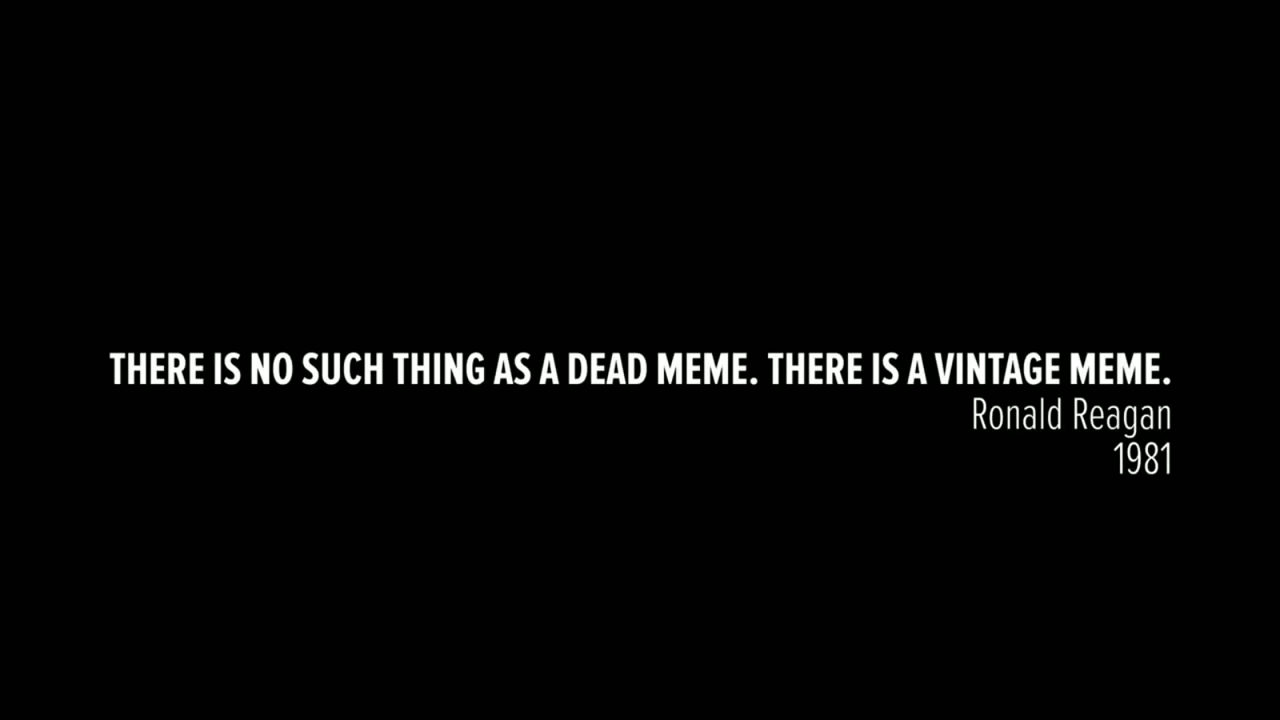 THERE IS NO SUCH THING AS A DEAD MEME. THERE IS A VINTAGE MEME.
Ronald Reagan
1981